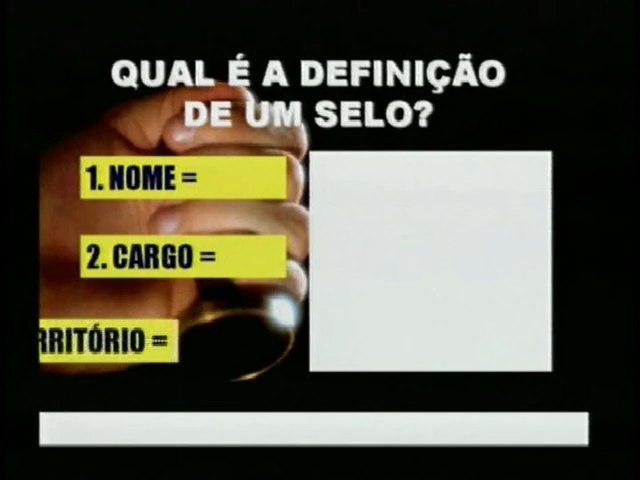 QUAL É A DEFINIÇÃO
DE UM SELO?
1. NOME =
2. CARGO =
RRITÓRIO =